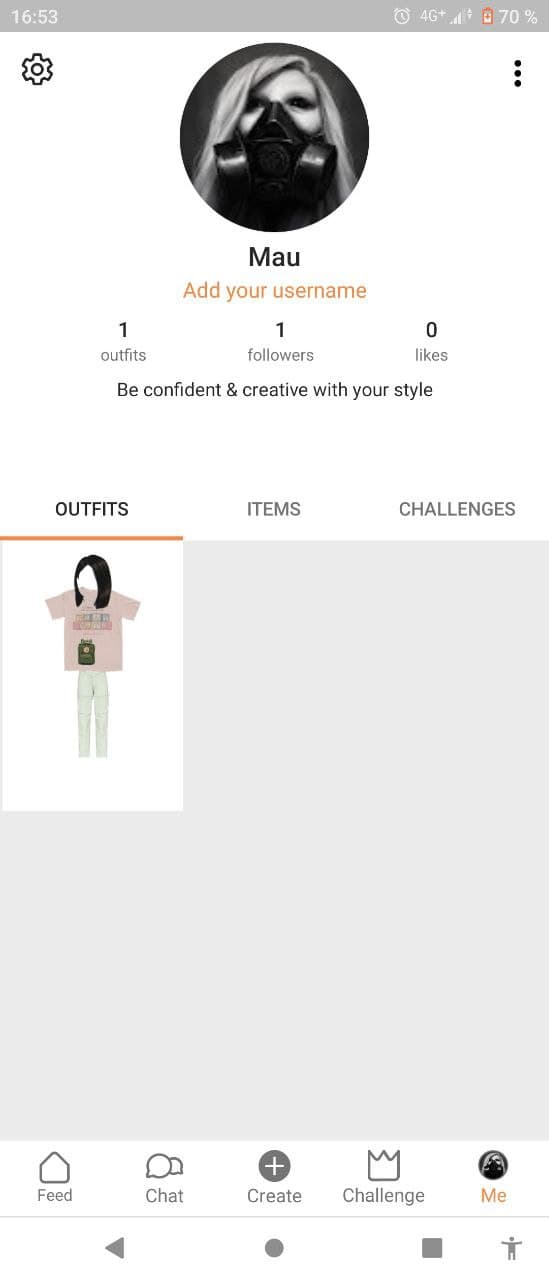 16:53 4G+ 70 %
Mau
Add your username
1 1 0
outfits followers likes
Be confident & creative with your style
OUTFITS ITEMS CHALLENGES
Feed Chat Create Challenge Me